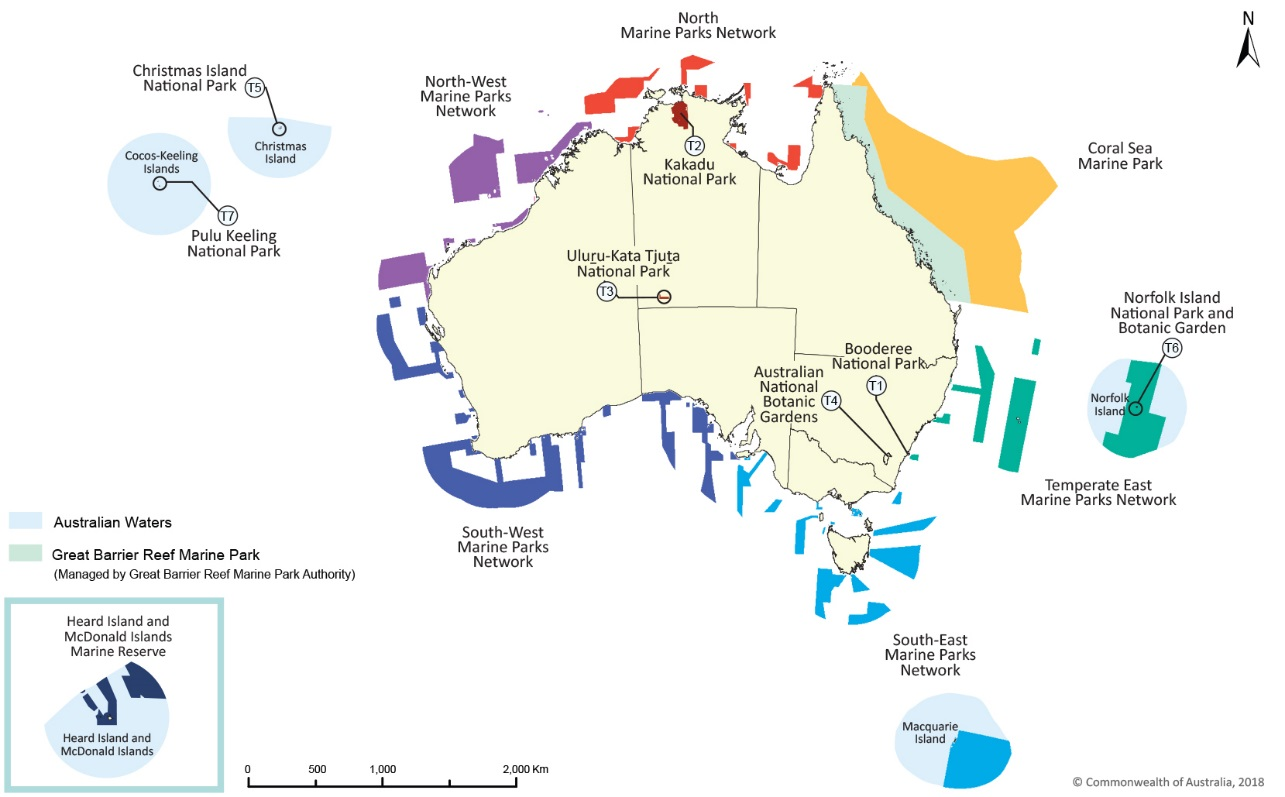 North
Marine Parks Network
N
Christmas Island
National Park
T5
North-West
Marine Parks
Network
Christmas
Island
Cocos-Keeling
Islands
T7
Pulu Keeling
National Park
T2
Kakadu
National Park
Coral Sea
Marine Park
Uluṟu-Kata Tjuṯa
National Park
T3
Norfolk Island
National Park and
Botanic Garden
T6
Norfolk
Island
Booderee
National Park
T1
Australian
National
Botanic
Gardens
T4
Temperate East
Marine Parks Network
South-West
Marine Parks
Network
Australian Waters
Great Barrier Reef Marine Park
(Managed by Great Barrier Reef Marine Park Authority)
Heard Island and
McDonald Islands
Marine Reserve
Heard Island and
McDonald Islands
South-East
Marine Parks
Network
Macquarie
Island
0 500 1,000 2,000 Km
© Commonwealth of Australia, 2018